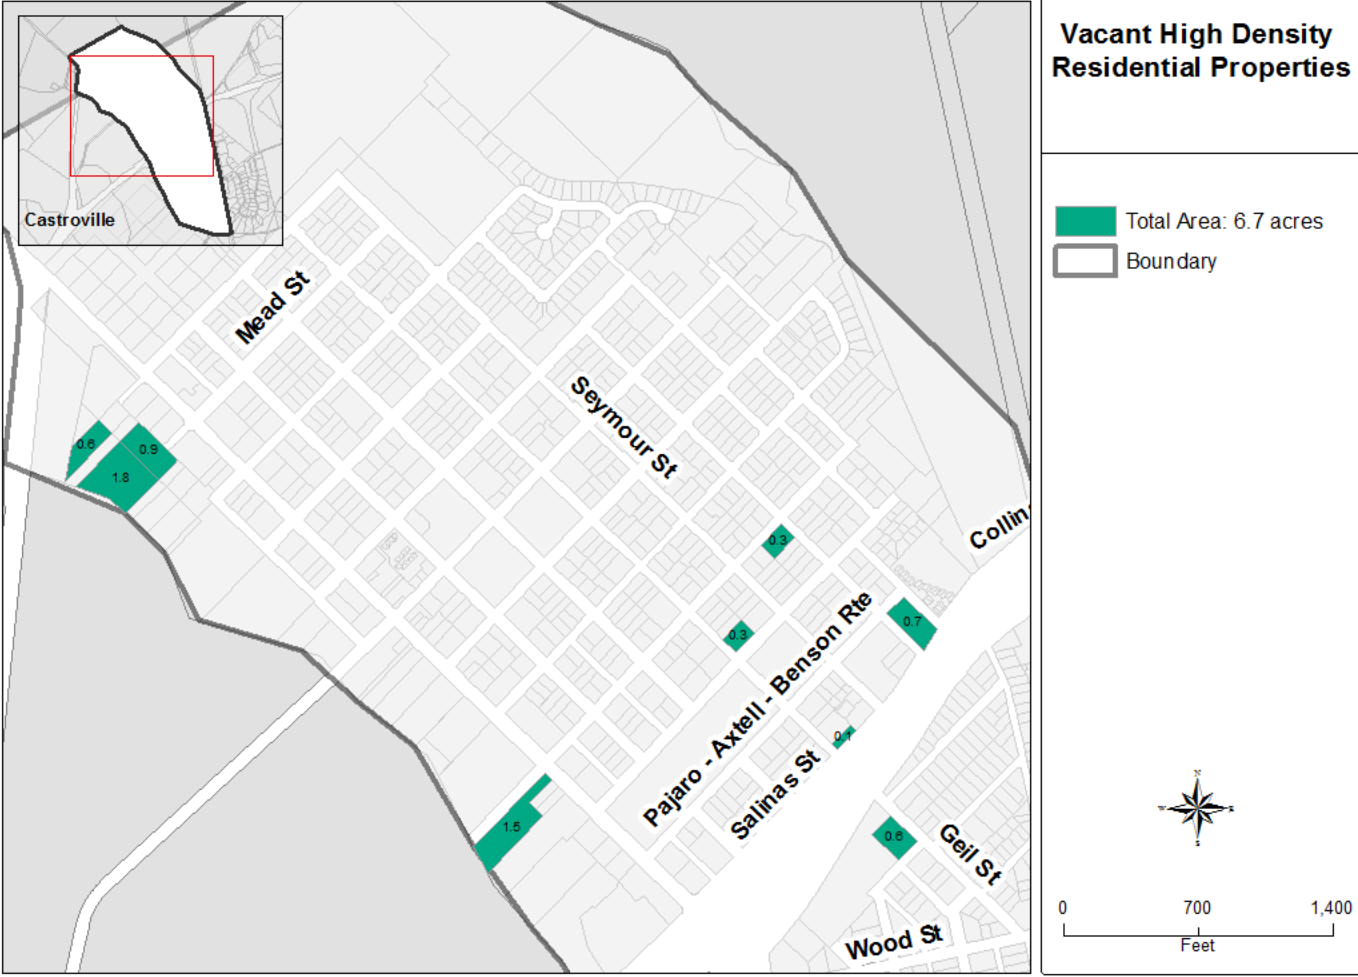 Vacant High Density
Residential Properties
Total Area: 6.7 acres
Boundary
Castroville
Mead St
Seymour St
Collin
0.6
0.9
1.8
0.3
0.3
0.7
Pajaro - Axtell - Benson Rte
0.1
Salinas St
1.5
0.6
Geil St
Wood St
N
W
E
S
0 700 1,400
Feet